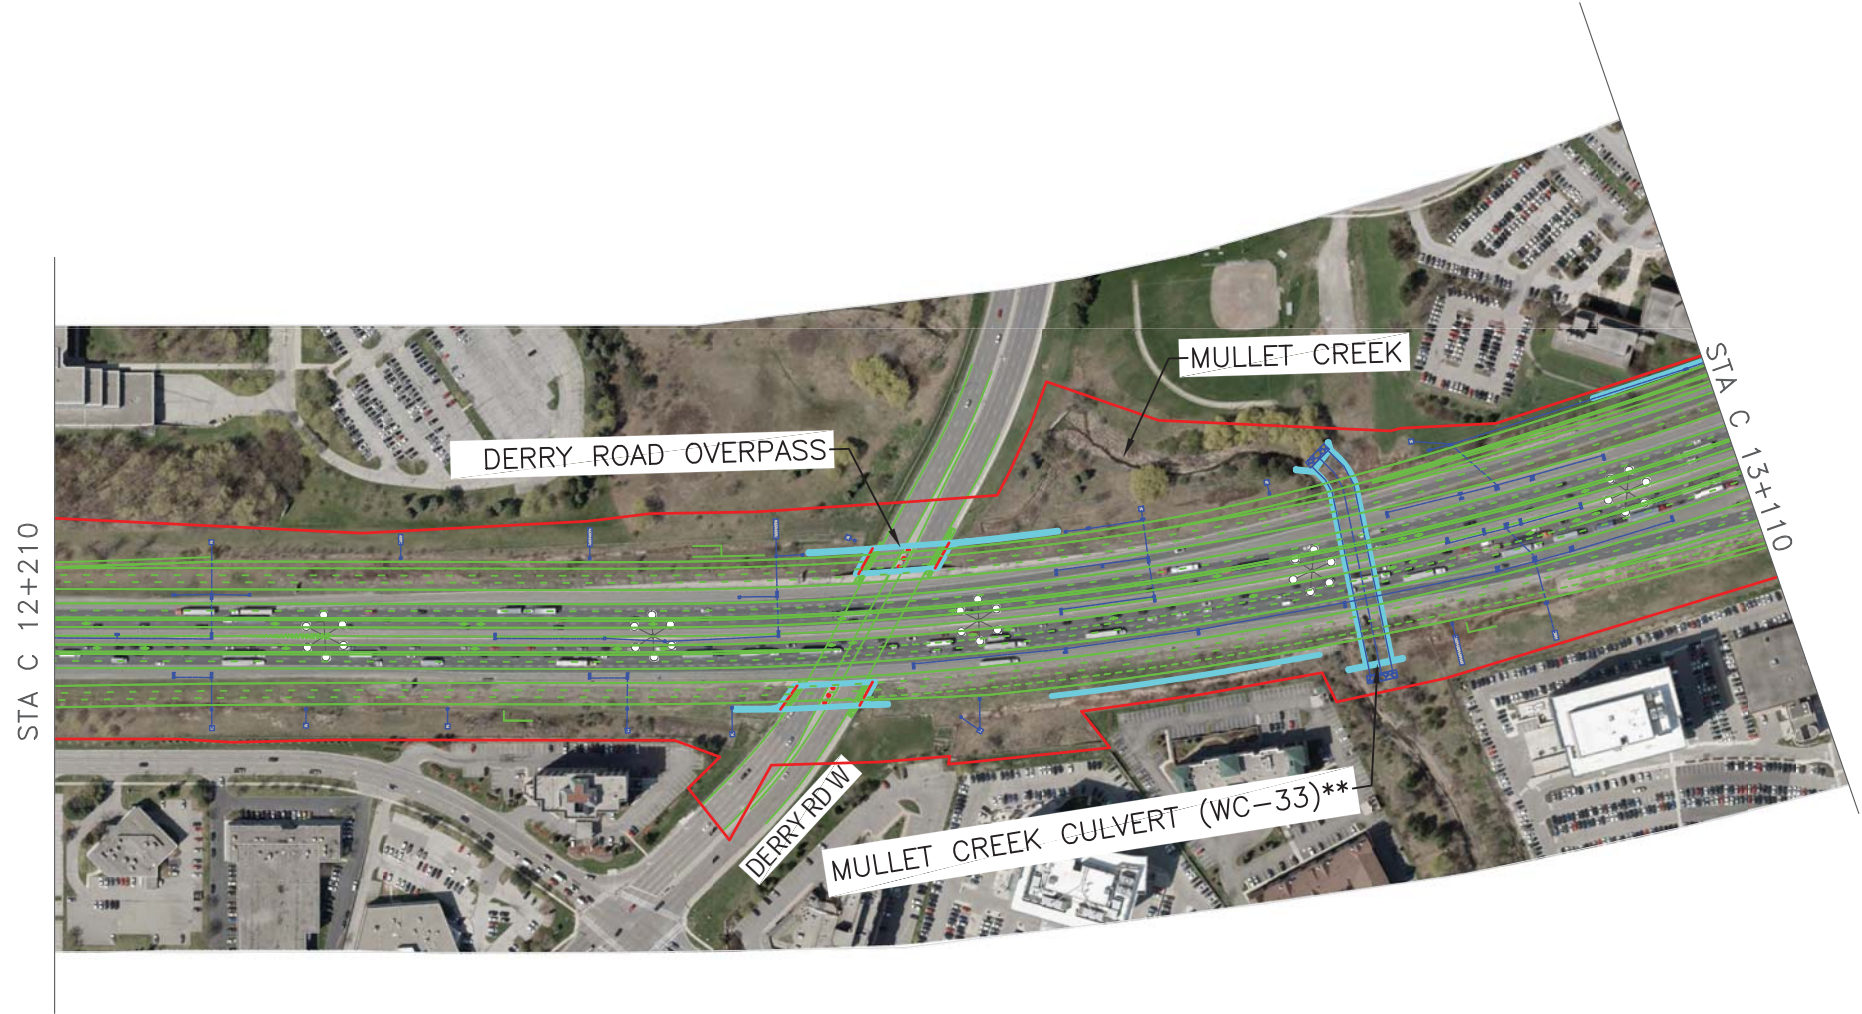 MULLET CREEK
DERRY ROAD OVERPASS
STA C 12+210
STA C 13+110
DERRY RD W
MULLET CREEK CULVERT (WC-33)**